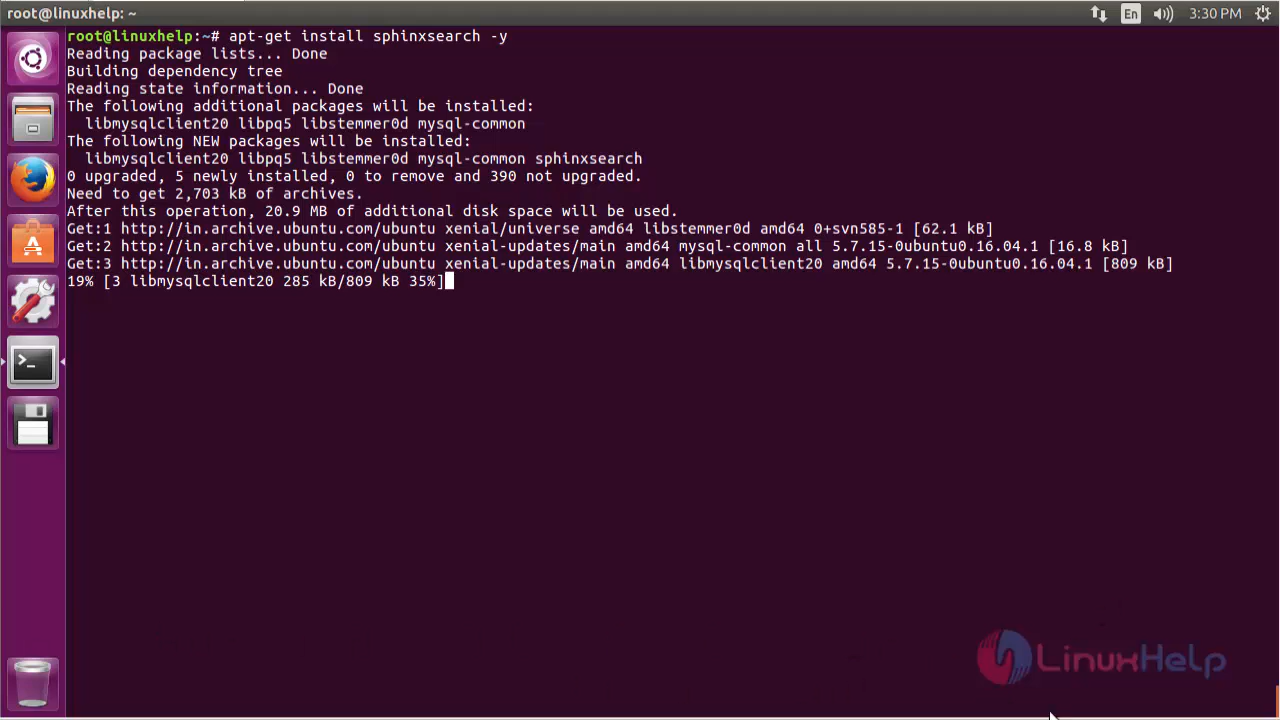 root@linuxhelp: ~
En
3:30 PM
root@linuxhelp:~# apt-get install sphinxsearch -y
Reading package lists... Done
Building dependency tree
Reading state information... Done
The following additional packages will be installed:
  libmysqlclient20 libpq5 libstemmer0d mysql-common
The following NEW packages will be installed:
  libmysqlclient20 libpq5 libstemmer0d mysql-common sphinxsearch
0 upgraded, 5 newly installed, 0 to remove and 390 not upgraded.
Need to get 2,703 kB of archives.
After this operation, 20.9 MB of additional disk space will be used.
Get:1 http://in.archive.ubuntu.com/ubuntu xenial/universe amd64 libstemmer0d amd64 0+svn585-1 [62.1 kB]
Get:2 http://in.archive.ubuntu.com/ubuntu xenial-updates/main amd64 mysql-common all 5.7.15-0ubuntu0.16.04.1 [16.8 kB]
Get:3 http://in.archive.ubuntu.com/ubuntu xenial-updates/main amd64 libmysqlclient20 amd64 5.7.15-0ubuntu0.16.04.1 [809 kB]
19% [3 libmysqlclient20 285 kB/809 kB 35%]
LinuxHelp